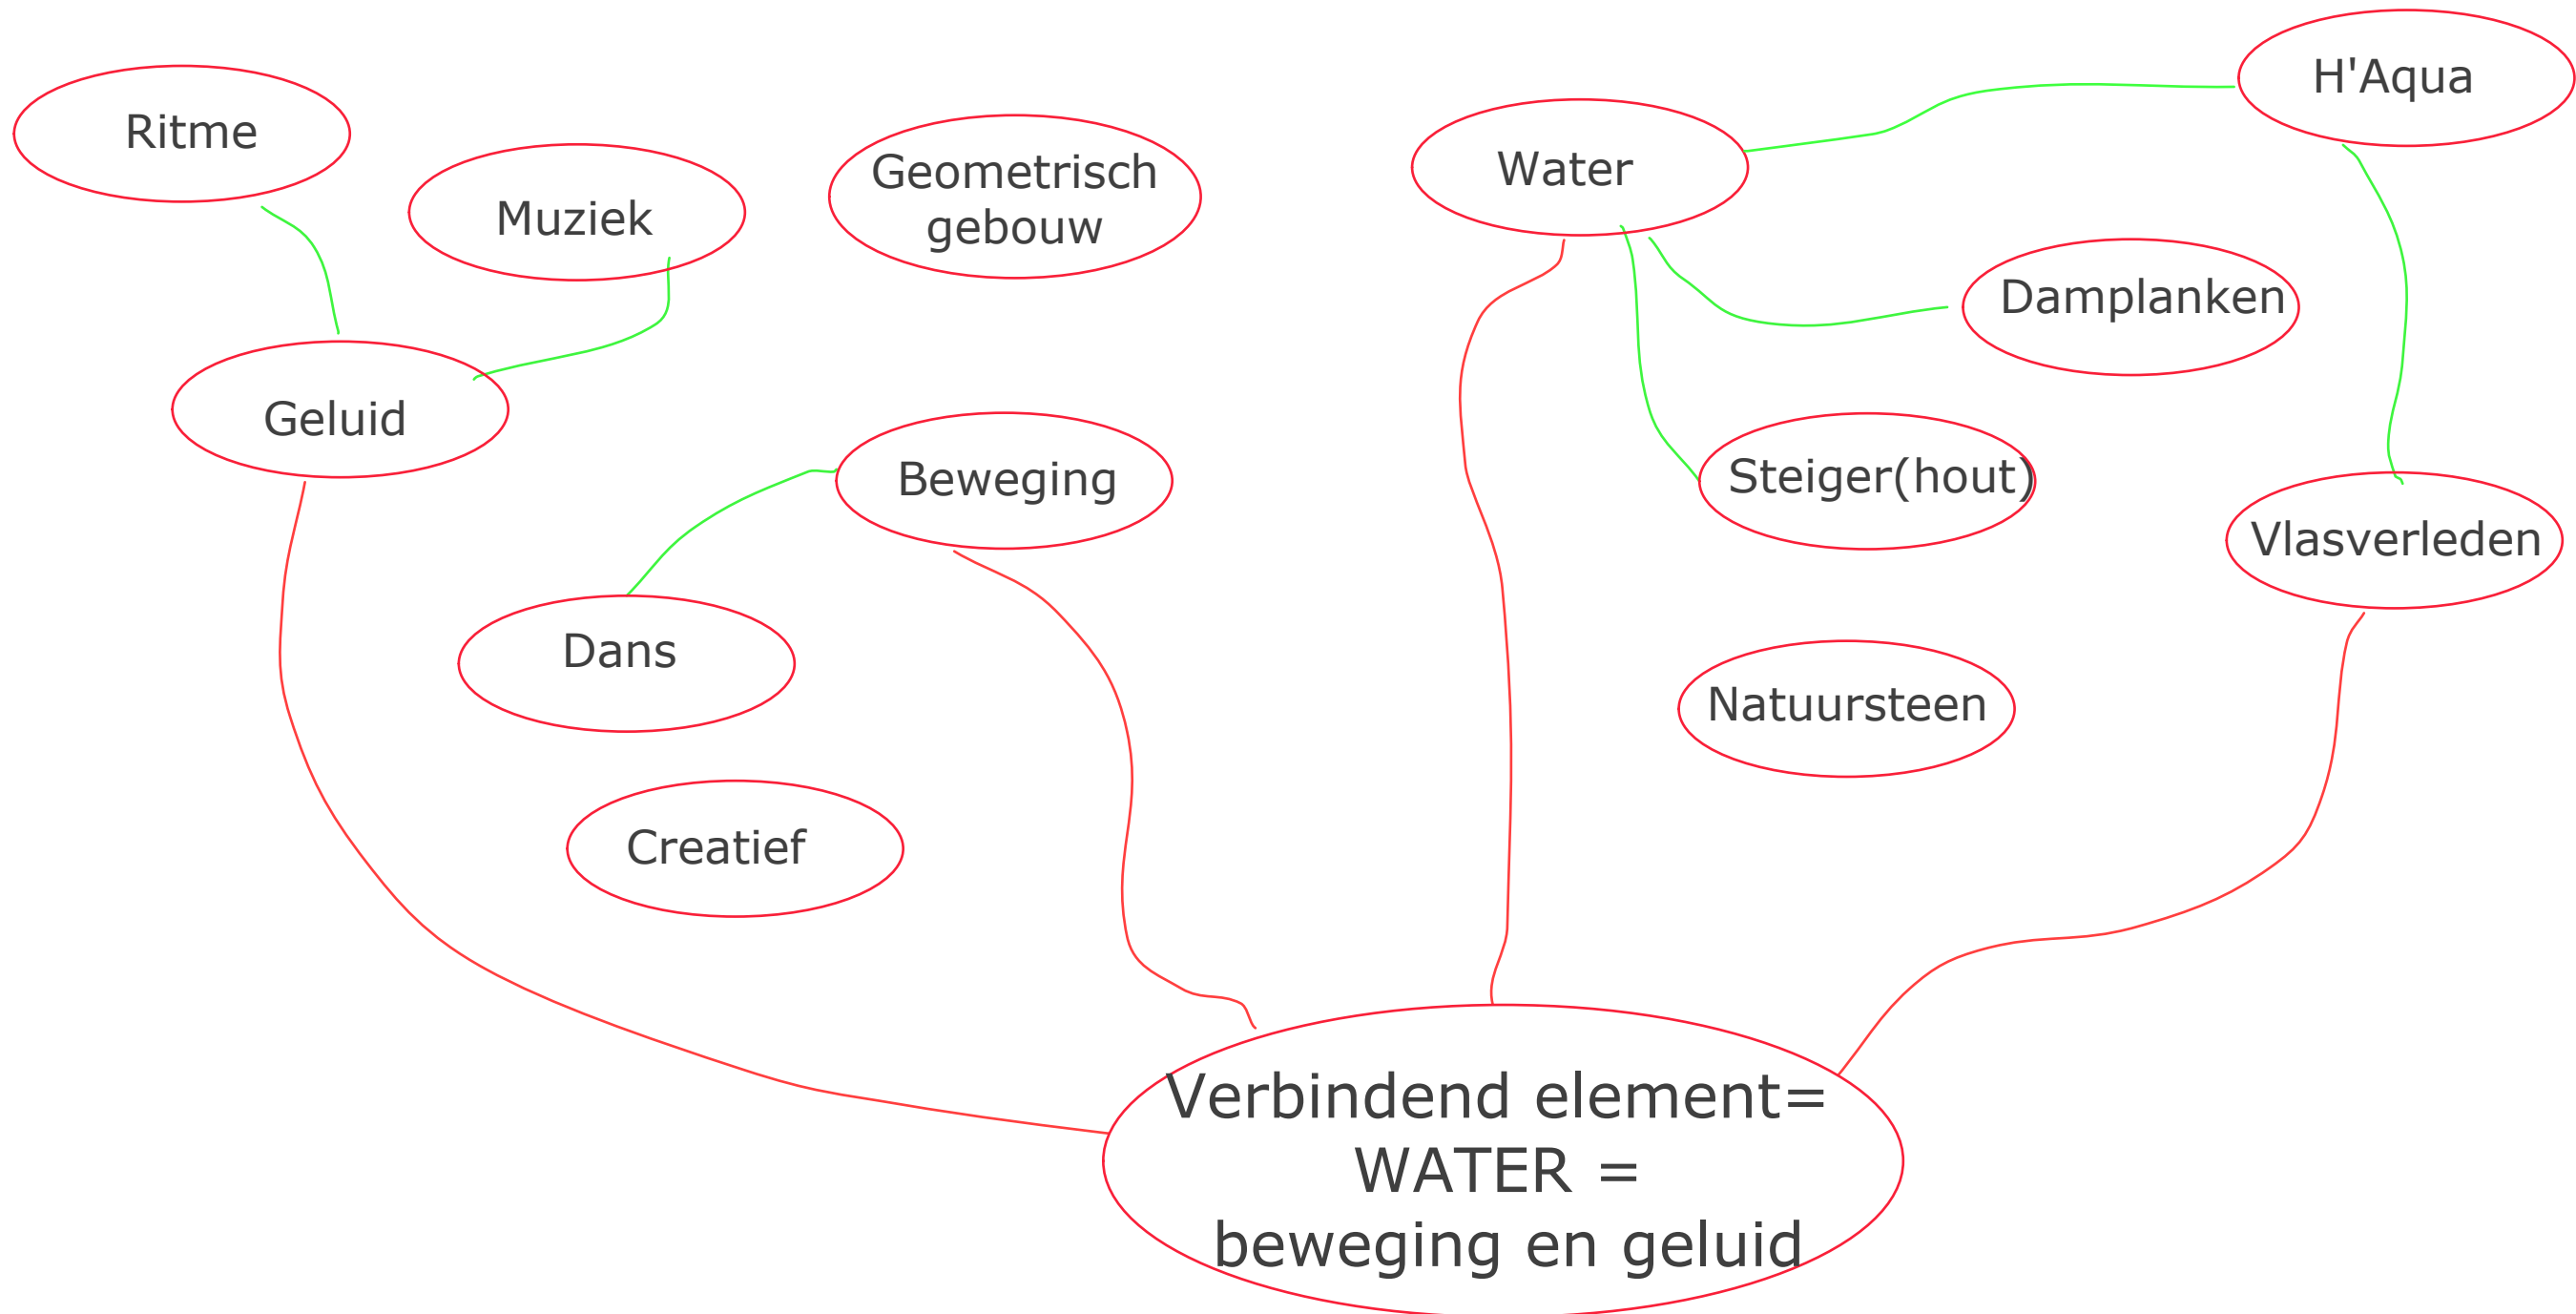 H'Aqua
Ritme
Water
Geometrisch
gebouw
Muziek
Damplanken
Geluid
Beweging
Steiger(hout)
Vlasverleden
Dans
Natuursteen
Creatief
Verbindend element=
WATER =
beweging en geluid